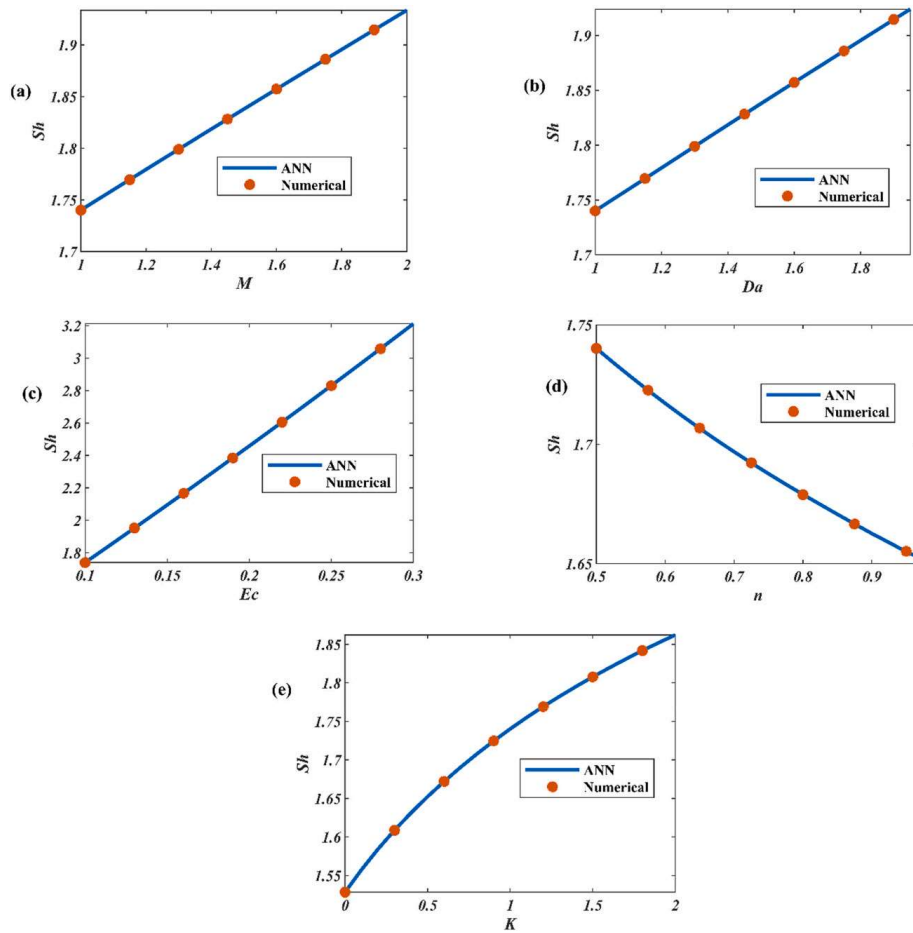 (a)
Sh
1.9
1.85
1.8
1.75
1.7
ANN
Numerical
1 1.2 1.4 1.6 1.8 2
M
(b)
Sh
1.9
1.85
1.8
1.75
1.7
ANN
Numerical
1 1.2 1.4 1.6 1.8
Da
(c)
Sh
3.2
3
2.8
2.6
2.4
2.2
2
1.8
ANN
Numerical
0.1 0.15 0.2 0.25 0.3
Ec
(d)
Sh
1.75
1.7
1.65
ANN
Numerical
0.5 0.6 0.7 0.8 0.9
n
(e)
Sh
1.85
1.8
1.75
1.7
1.65
1.6
1.55
ANN
Numerical
0 0.5 1 1.5 2
K